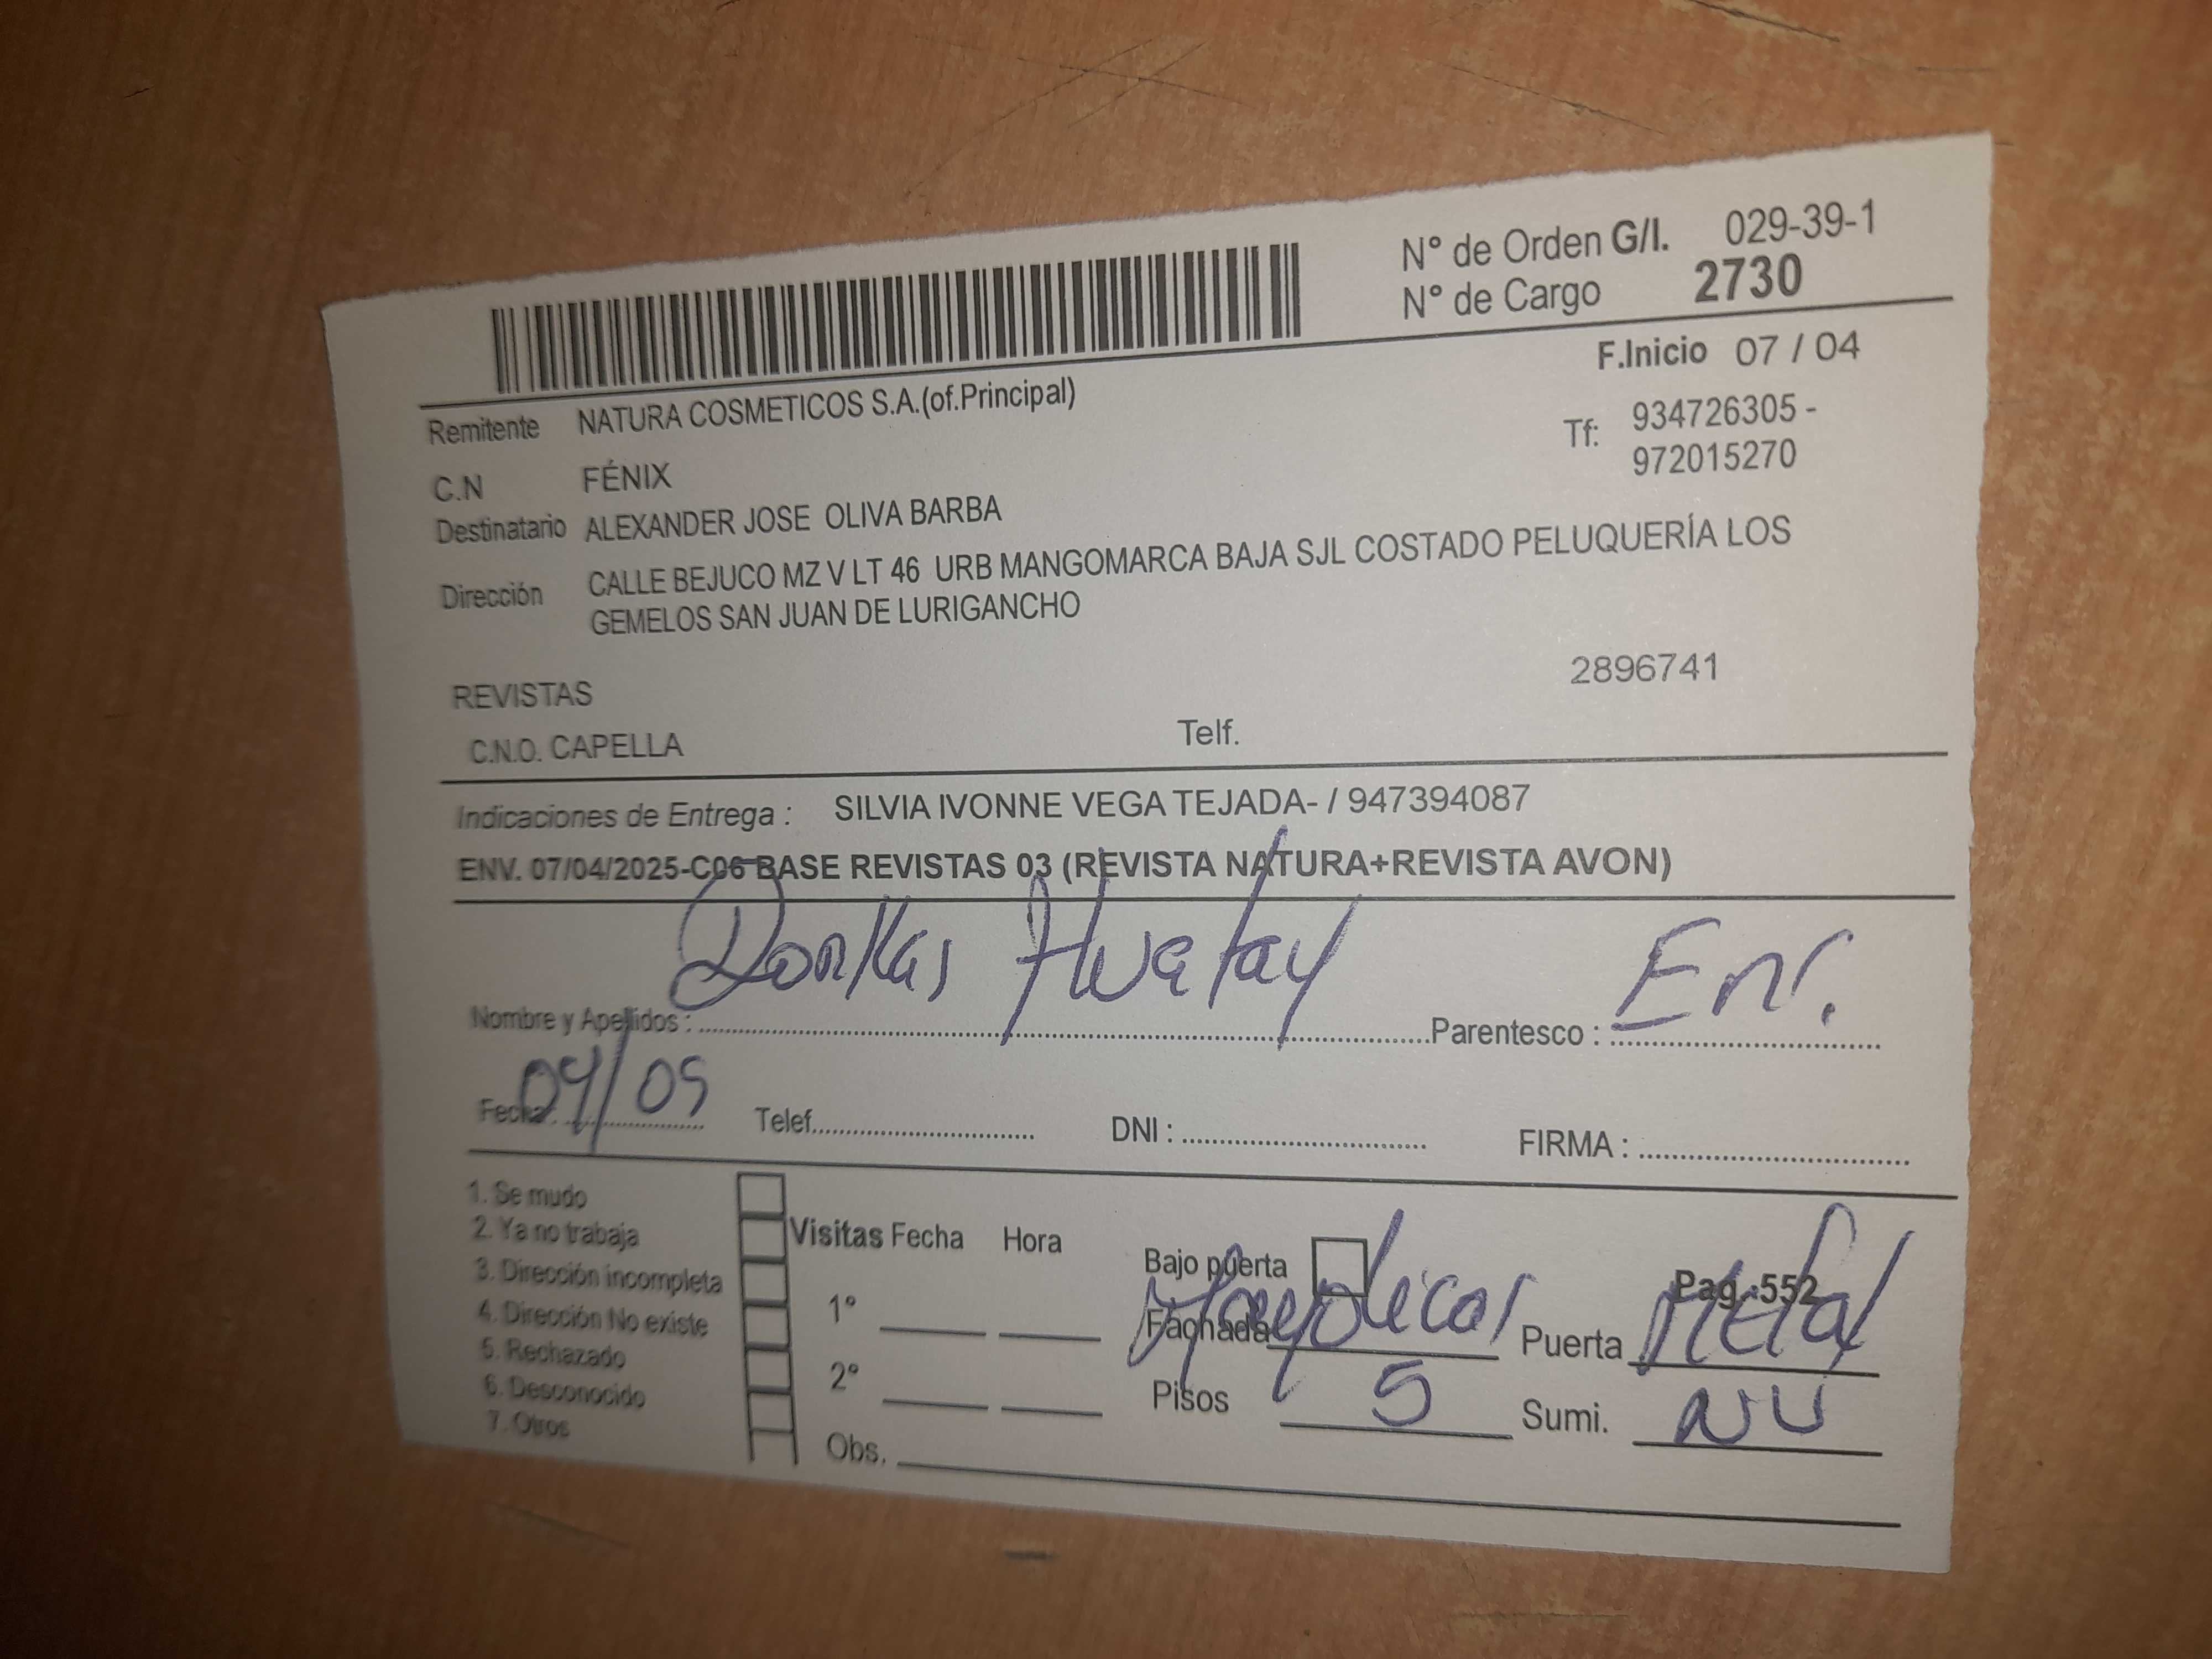 N° de Orden G/I. 029-39-1
N° de Cargo 2730
F.Inicio 07 / 04
Remitente NATURA COSMETICOS S.A.(of.Principal)
Tf: 934726305 -
972015270
C.N FÉNIX
Destinatario ALEXANDER JOSE OLIVA BARBA
Dirección CALLE BEJUCO MZ V LT 46 URB MANGOMARCA BAJA SJL COSTADO PELUQUERÍA LOS
GEMELOS SAN JUAN DE LURIGANCHO
REVISTAS 2896741
C.N.O. CAPELLA Telf.
Indicaciones de Entrega : SILVIA IVONNE VEGA TEJADA- / 947394087
ENV. 07/04/2025-C06 BASE REVISTAS 03 (REVISTA NATURA+REVISTA AVON)
Nombre y Apellidos : Parentesco :
Fecha: Telef. DNI : FIRMA :
1. Se mudo
2. Ya no trabaja
3. Dirección incompleta
4. Dirección No existe
5. Rechazado
6. Desconocido
7. Otros
Visitas Fecha Hora
1°
2°
Obs.
Bajo puerta Pag.:552
Fachada Puerta Metal
Pisos 5 Sumi.